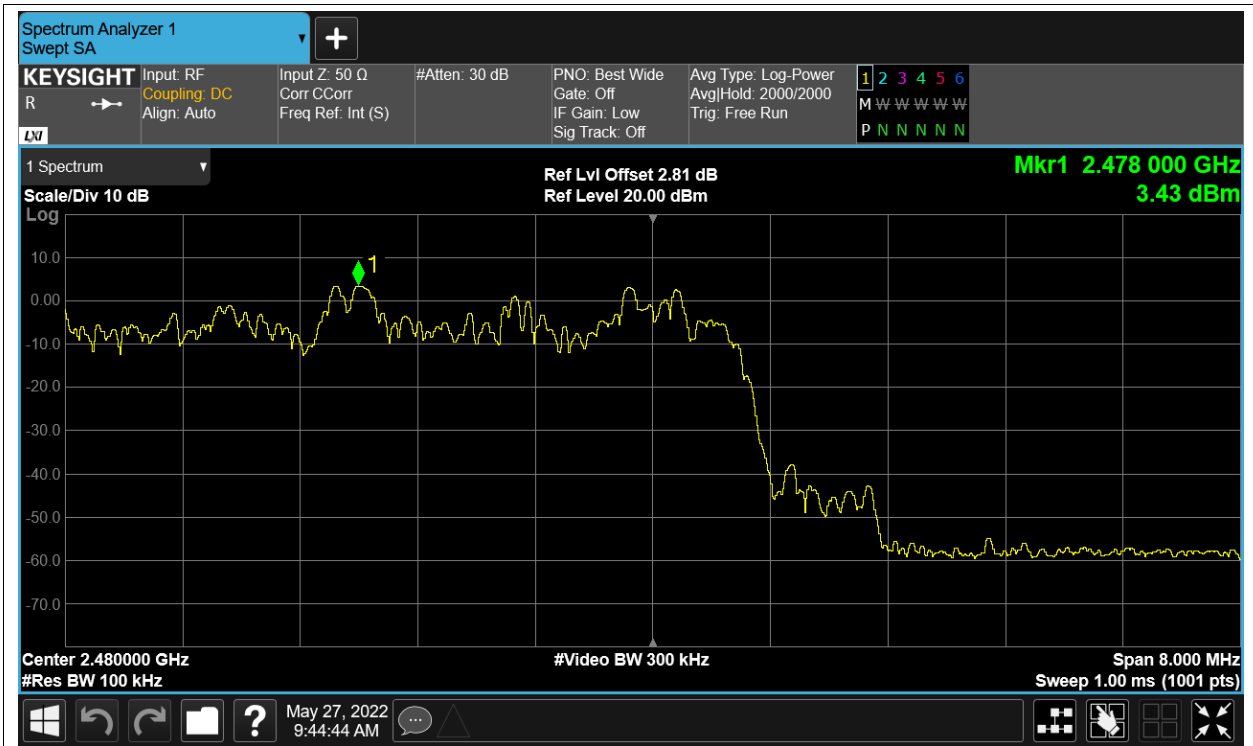 Spectrum Analyzer 1
Swept SA
KEYSIGHT
R
LXI
Input: RF
Coupling: DC
Align: Auto
Input Z: 50 Ω
Corr CCorr
Freq Ref: Int (S)
#Atten: 30 dB
PNO: Best Wide
Gate: Off
IF Gain: Low
Sig Track: Off
Avg Type: Log-Power
Avg|Hold: 2000/2000
Trig: Free Run
1 2 3 4 5 6
M W W W W W
P N N N N N
1 Spectrum
Scale/Div 10 dB
Log
Ref Lvl Offset 2.81 dB
Ref Level 20.00 dBm
Mkr1 2.478 000 GHz
3.43 dBm
1
10.0
0.00
-10.0
-20.0
-30.0
-40.0
-50.0
-60.0
-70.0
Center 2.480000 GHz
#Res BW 100 kHz
#Video BW 300 kHz
Span 8.000 MHz
Sweep 1.00 ms (1001 pts)
?
May 27, 2022
9:44:44 AM